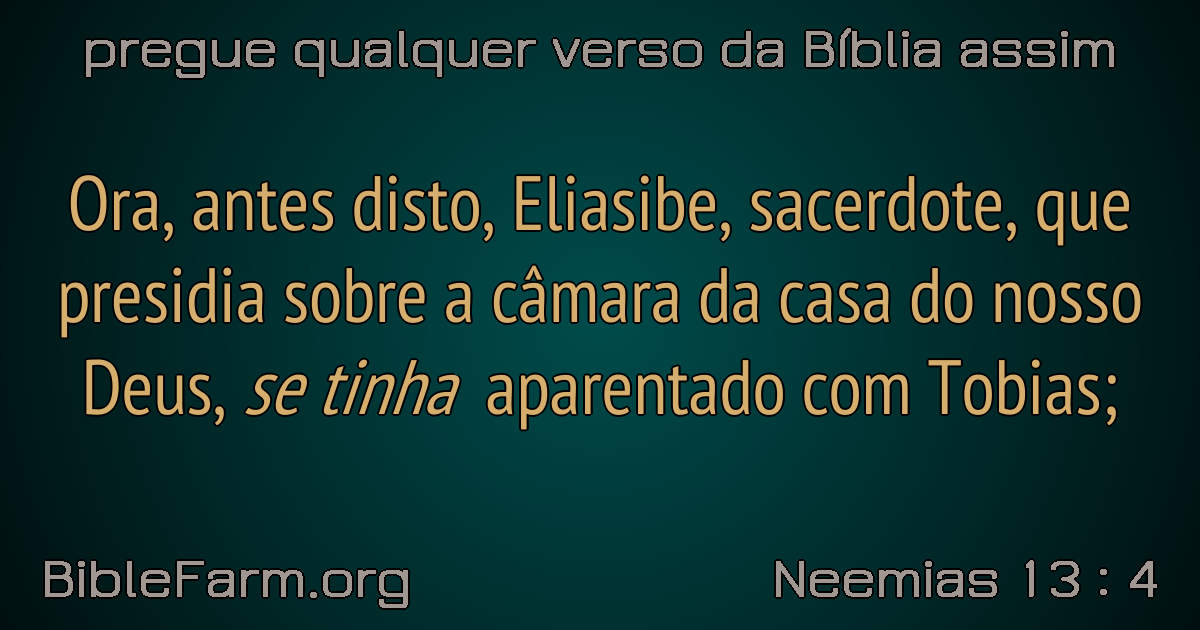 pregue qualquer verso da Bíblia assim
Ora, antes disto, Eliasibe, sacerdote, que
presidia sobre a câmara da casa do nosso
Deus, se tinha aparentado com Tobias;
BibleFarm.org
Neemias 13 : 4